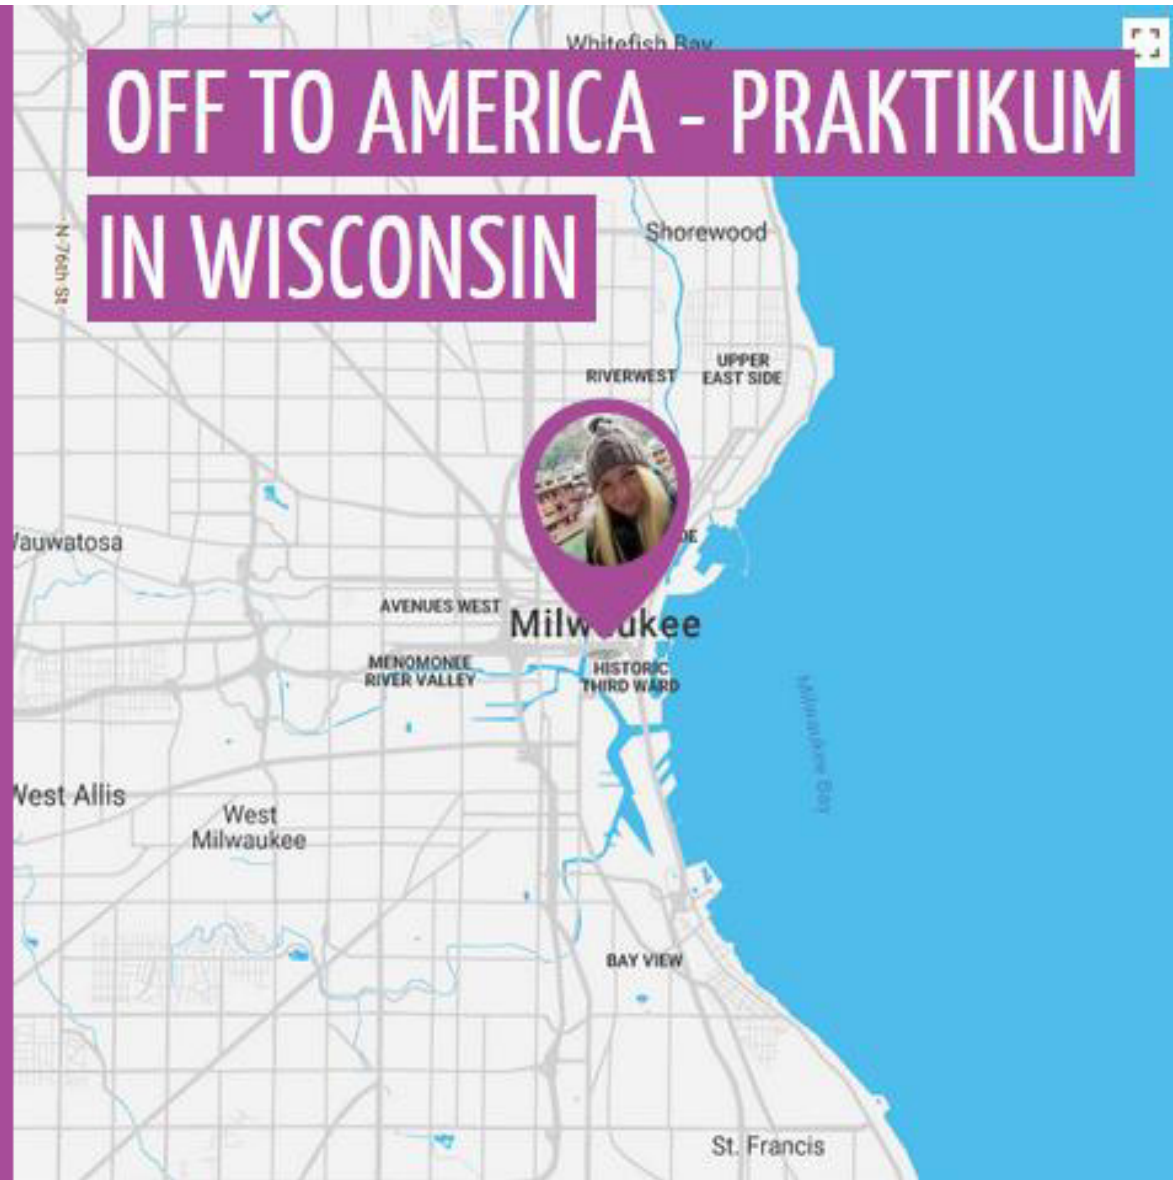 Whitefish Bay
OFF TO AMERICA - PRAKTIKUM
IN WISCONSIN
N 76th St
Shorewood
RIVERWEST
UPPER
EAST SIDE
AVENUES WEST
Milwaukee
MENOMONEE
RIVER VALLEY
HISTORIC
THIRD WARD
Milwaukee Bay
West Allis
West
Milwaukee
BAY VIEW
St. Francis